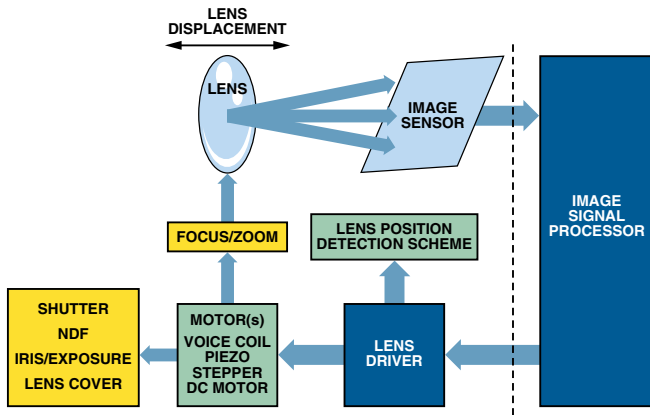 LENS
DISPLACEMENT
LENS
IMAGE
SENSOR
IMAGE
SIGNAL
PROCESSOR
FOCUS/ZOOM
LENS POSITION
DETECTION SCHEME
SHUTTER
NDF
IRIS/EXPOSURE
LENS COVER
MOTOR(s)
VOICE COIL
PIEZO
STEPPER
DC MOTOR
LENS
DRIVER